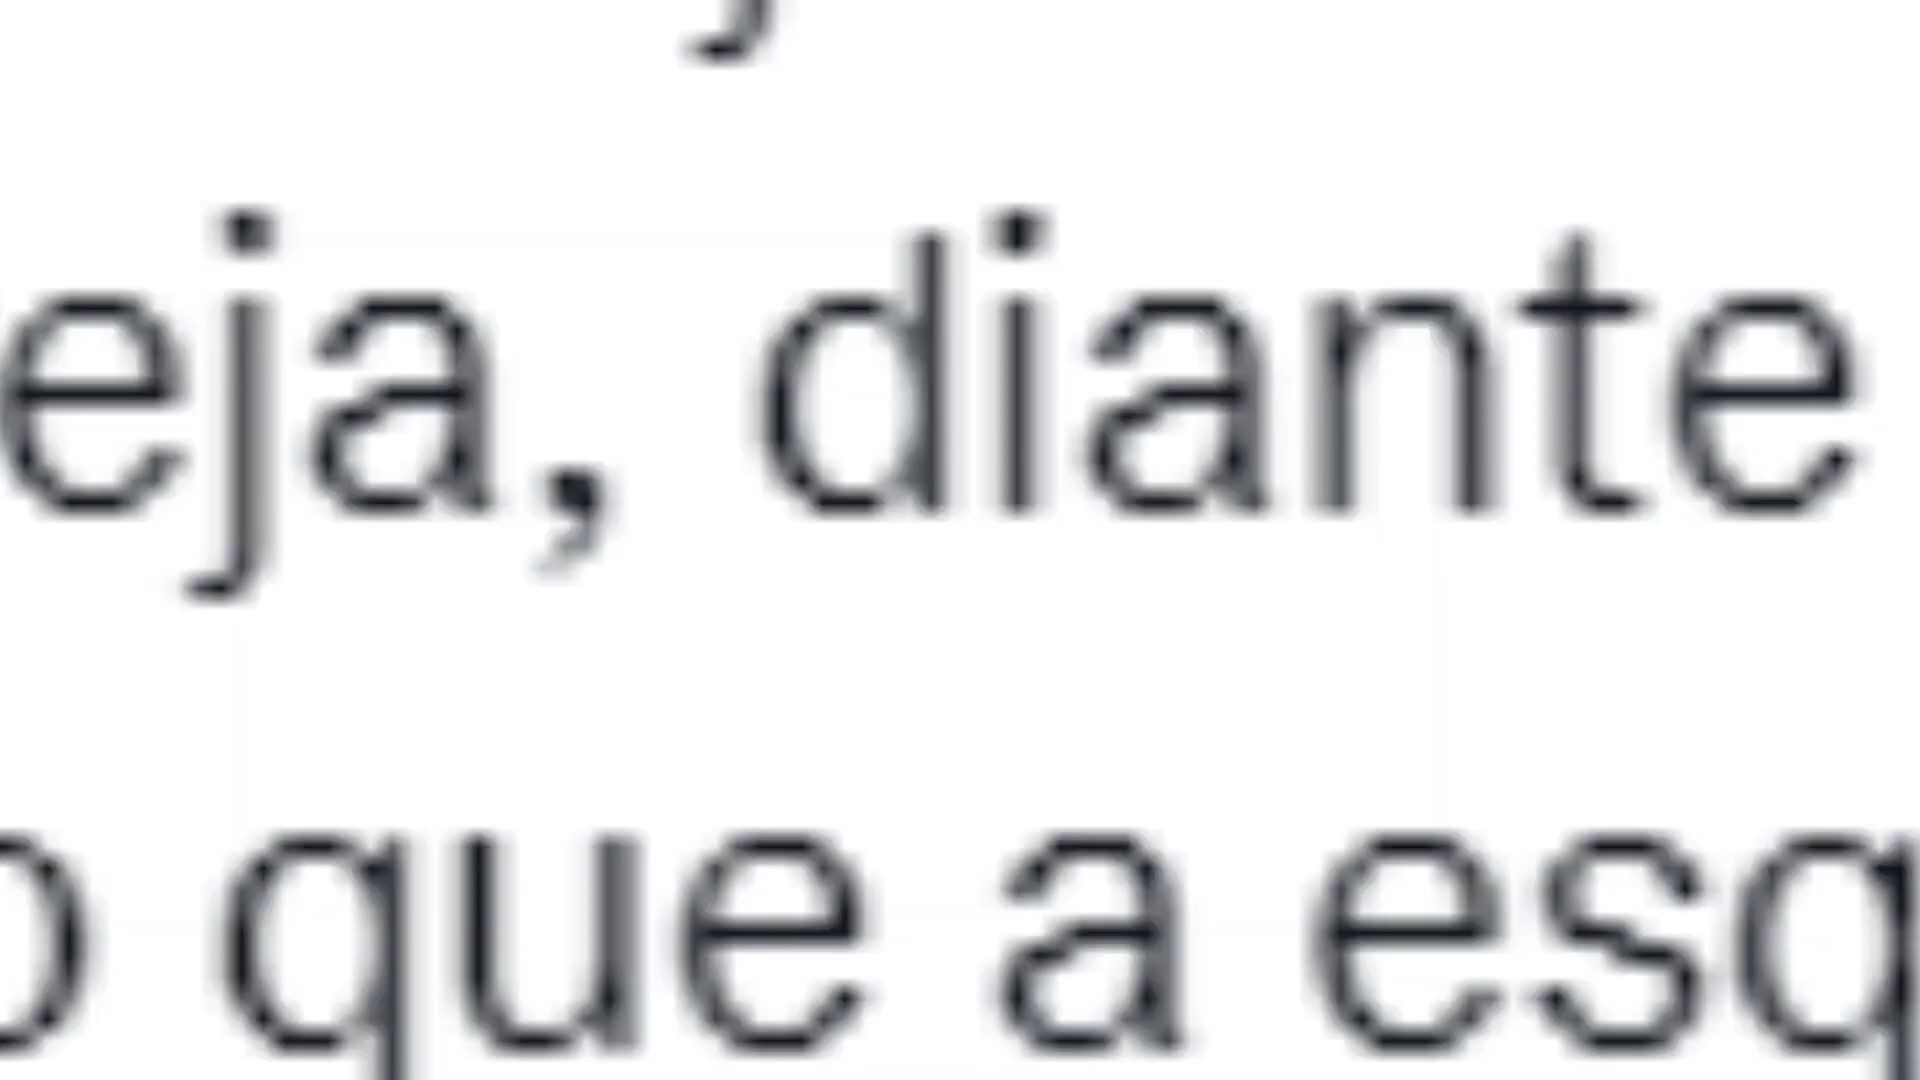 eja, diante
o que a esq